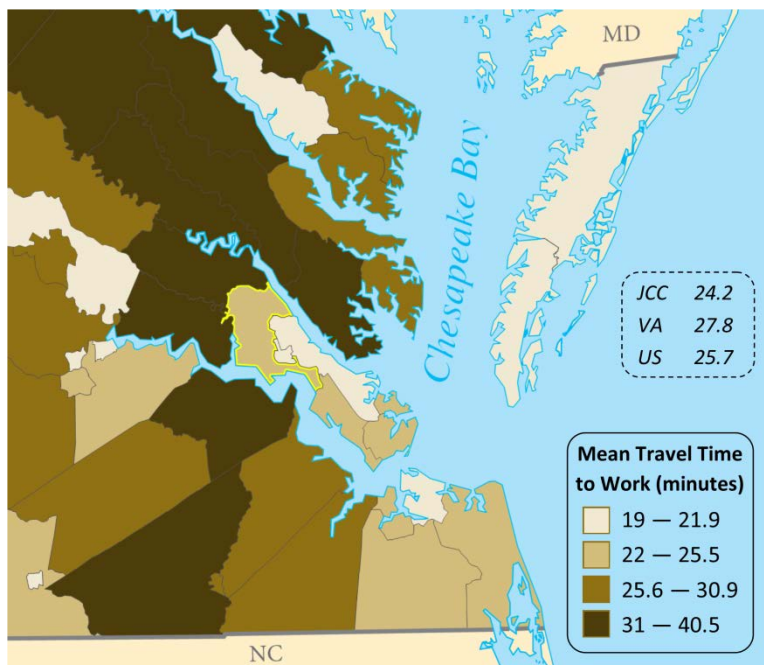 MD
Chesapeake Bay
JCC 24.2
VA 27.8
US 25.7
Mean Travel Time
to Work (minutes)
19 — 21.9
22 — 25.5
25.6 — 30.9
31 — 40.5
NC